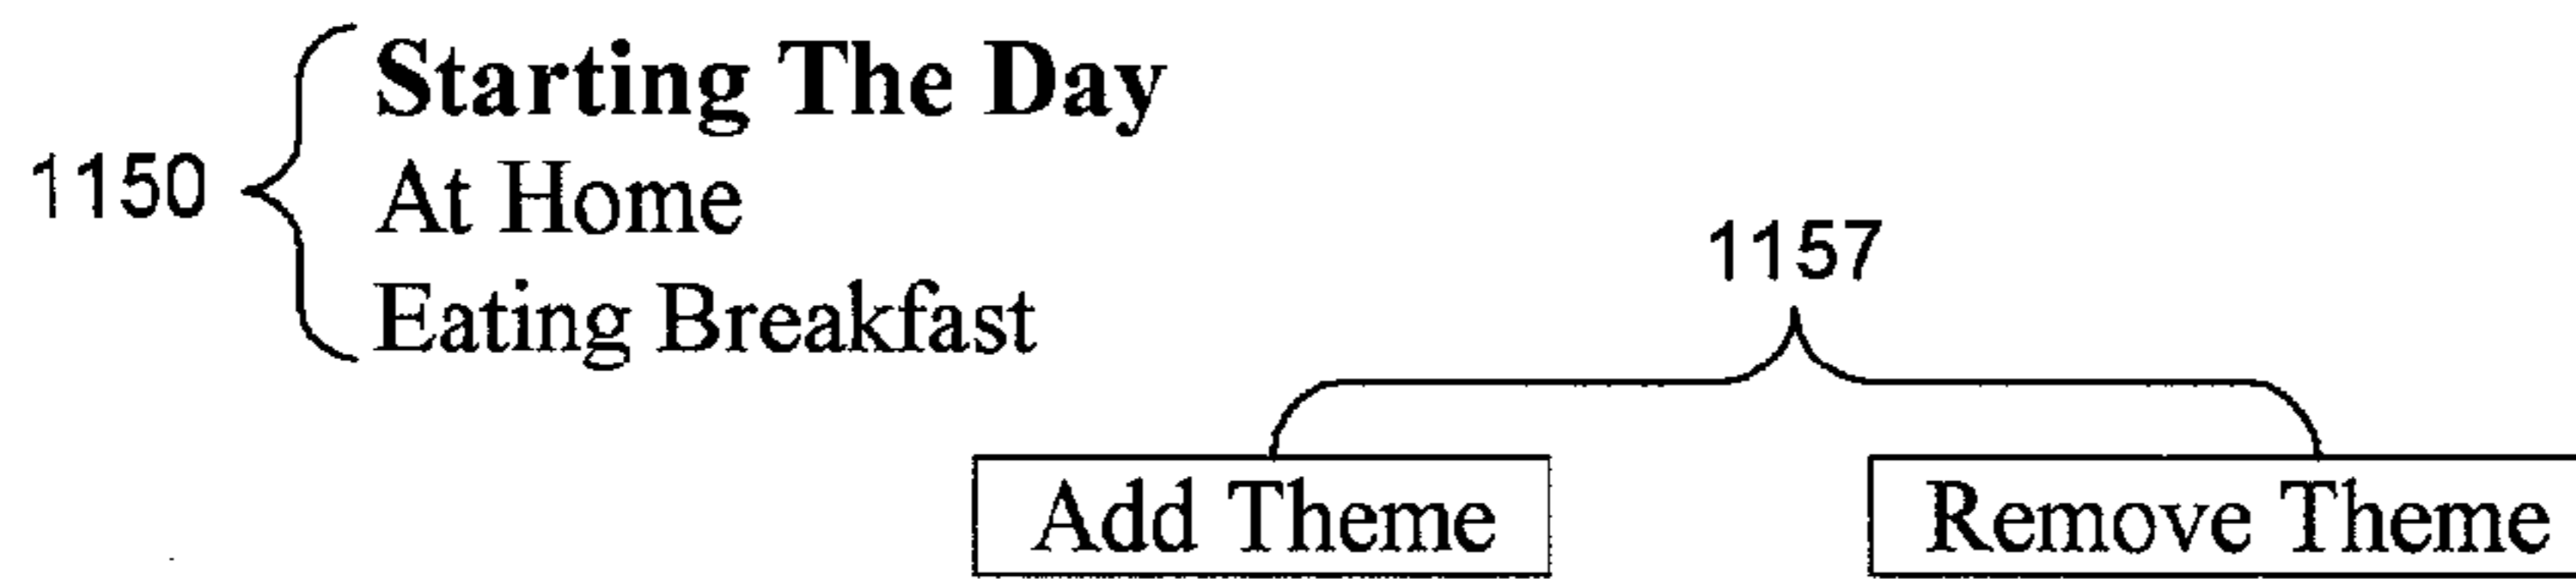 Starting The Day
1150
At Home
Eating Breakfast
1157
Add Theme
Remove Theme